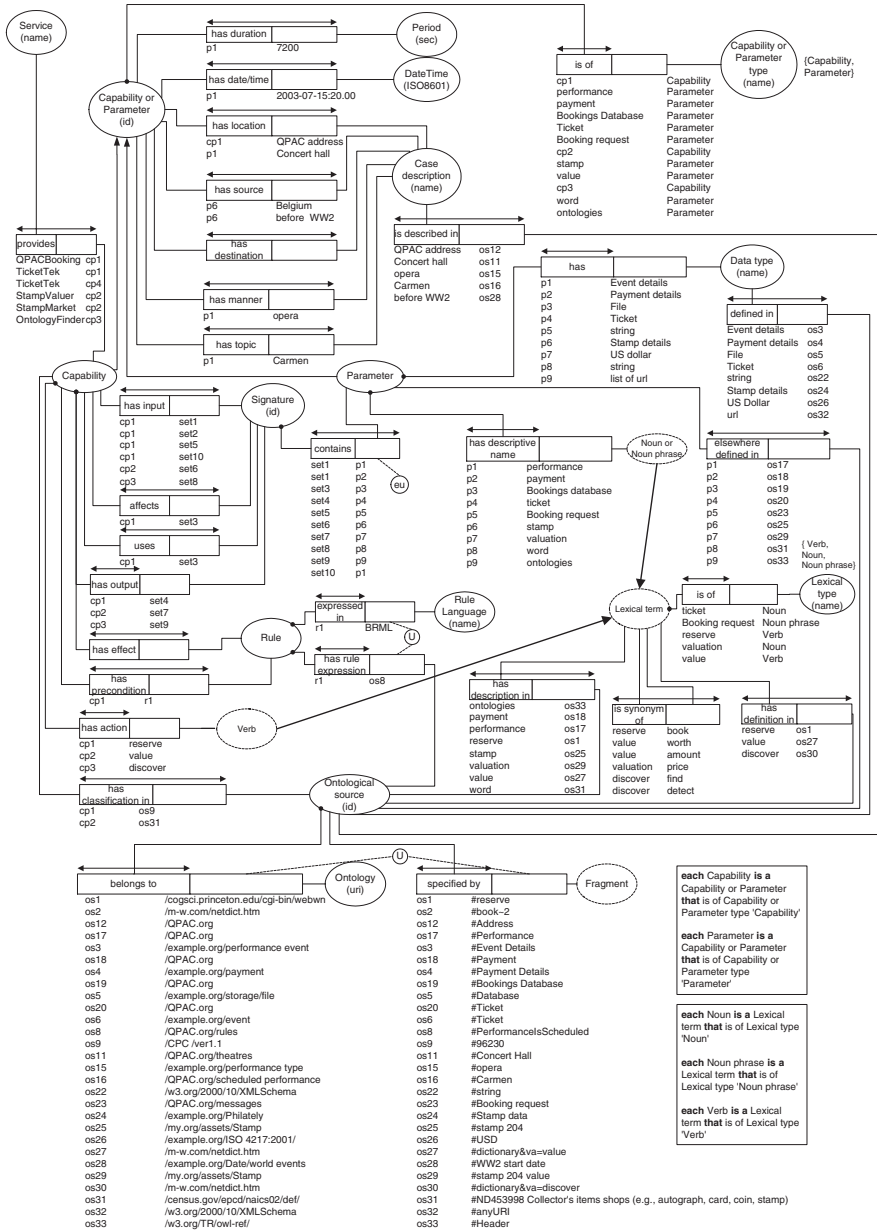 Service
(name)
has duration
p1 7200
Period
(sec)
has date/time
p1 2003-07-15:20.00
DateTime
(ISO8601)
Capability or
Parameter
(id)
has location
cp1 QPAC address
p1 Concert hall
has source
p6 Belgium
p6 before WW2
has
destination
has manner
p1 opera
has topic
p1 Carmen
Case
description
(name)
is of
cp1 Capability
performance Parameter
payment Parameter
Bookings Database Parameter
Ticket Parameter
Booking request Parameter
cp2 Capability
stamp Parameter
value Parameter
cp3 Capability
word Parameter
ontologies Parameter
Capability or
Parameter
type
(name)
{Capability,
Parameter}
provides
QPACBooking cp1
TicketTek cp1
TicketTek cp4
StampValuer cp2
StampMarket cp2
OntologyFinder cp3
is described in
QPAC address os12
Concert hall os11
opera os15
Carmen os16
before WW2 os28
has
p1 Event details
p2 Payment details
p3 File
p4 Ticket
p5 string
p6 Stamp details
p7 US dollar
p8 string
p9 list of url
Data type
(name)
defined in
Event details os3
Payment details os4
File os5
Ticket os6
string os22
Stamp details os24
US Dollar os26
url os32
Capability
Parameter
has input
cp1 set1
cp1 set2
cp1 set5
cp1 set10
cp2 set6
cp3 set8
Signature
(id)
contains
set1 p1
set1 p2
set3 p3
set4 p4
set5 p5
set6 p6
set7 p7
set8 p8
set9 p9
set10 p1
eu
has descriptive
name
p1 performance
p2 payment
p3 Bookings database
p4 ticket
p5 Booking request
p6 stamp
p7 valuation
p8 word
p9 ontologies
Noun or
Noun phrase
elsewhere
defined in
p1 os17
p2 os18
p3 os19
p4 os20
p5 os23
p6 os25
p7 os29
p8 os31
p9 os33
affects
cp1 set3
uses
cp1 set3
has output
cp1 set4
cp2 set7
cp3 set9
has effect
has
precondition
cp1 r1
Rule
expressed
in
r1 BRML
Rule
Language
(name)
U
has rule
expression
r1 os8
Lexical term
is of
ticket Noun
Booking request Noun phrase
reserve Verb
valuation Noun
value Verb
{ Verb,
Noun,
Noun phrase}
Lexical
type
(name)
has action
cp1 reserve
cp2 value
cp3 discover
Verb
has
description in
ontologies os33
payment os18
performance os17
reserve os1
stamp os25
valuation os29
value os27
word os31
is synonym
of
reserve book
value worth
value amount
valuation price
discover find
discover detect
has
definition in
reserve os1
value os27
discover os30
has
classification in
cp1 os9
cp2 os31
Ontological
source
(id)
U
belongs to
os1 /cogsci.princeton.edu/cgi-bin/webwn
os2 /m-w.com/netdict.htm
os12 /QPAC.org
os17 /QPAC.org
os3 /example.org/performance event
os18 /QPAC.org
os4 /example.org/payment
os19 /QPAC.org
os5 /example.org/storage/file
os20 /QPAC.org
os6 /example.org/event
os8 /QPAC.org/rules
os9 /CPC /ver1.1
os11 /QPAC.org/theatres
os15 /example.org/performance type
os16 /QPAC.org/scheduled performance
os22 /w3.org/2000/10/XMLSchema
os23 /QPAC.org/messages
os24 /example.org/Philately
os25 /my.org/assets/Stamp
os26 /example.org/ISO 4217:2001/
os27 /m-w.com/netdict.htm
os28 /example.org/Date/world events
os29 /my.org/assets/Stamp
os30 /m-w.com/netdict.htm
os31 /census.gov/epcd/naics02/def/
os32 /w3.org/2000/10/XMLSchema
os33 /w3.org/TR/owl-ref/
Ontology
(uri)
specified by
os1 #reserve
os2 #book~2
os12 #Address
os17 #Performance
os3 #Event Details
os18 #Payment
os4 #Payment Details
os19 #Bookings Database
os5 #Database
os20 #Ticket
os6 #Ticket
os8 #PerformanceIsScheduled
os9 #96230
os11 #Concert Hall
os15 #opera
os16 #Carmen
os22 #string
os23 #Booking request
os24 #Stamp data
os25 #stamp 204
os26 #USD
os27 #dictionary&va=value
os28 #WW2 start date
os29 #stamp 204 value
os30 #dictionary&va=discover
os31 #ND453998 Collector's items shops (e.g., autograph, card, coin, stamp)
os32 #anyURI
os33 #Header
Fragment
each Capability is a
Capability or Parameter
that is of Capability or
Parameter type 'Capability'
each Parameter is a
Capability or Parameter
that is of Capability or
Parameter type
'Parameter'
each Noun is a Lexical
term that is of Lexical type
'Noun'
each Noun phrase is a
Lexical term that is of
Lexical type 'Noun phrase'
each Verb is a Lexical
term that is of Lexical type
'Verb'